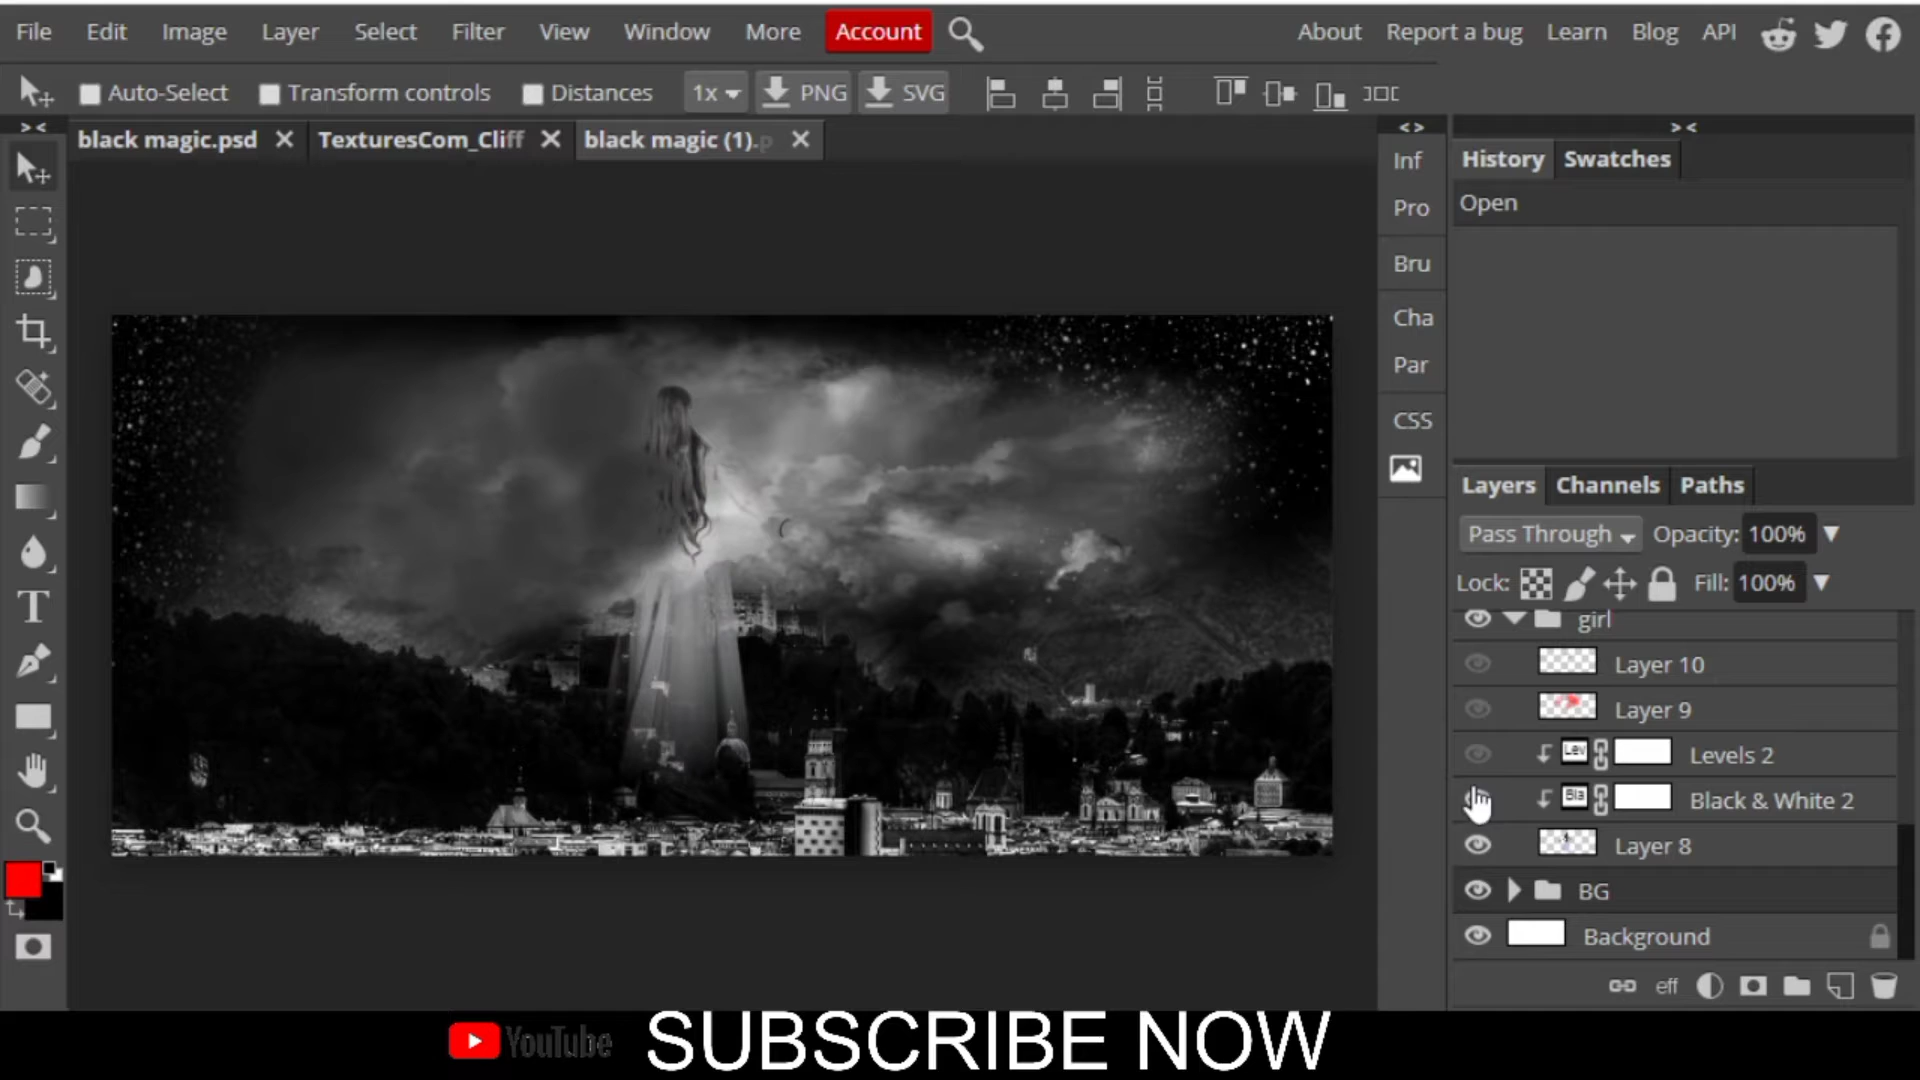 File Edit Image Layer Select Filter View Window More Account About Report a bug Learn Blog API
Auto-Select Transform controls Distances 1x PNG SVG
black magic.psd TexturesCom_Cliff black magic (1).p
Inf
Pro
Bru
Cha
Par
CSS
History Swatches
Open
Layers Channels Paths
Pass Through Opacity: 100%
Lock: Fill: 100%
girl
Layer 10
Layer 9
Lev Levels 2
Bla Black & White 2
Layer 8
BG
Background
eff
YouTube SUBSCRIBE NOW